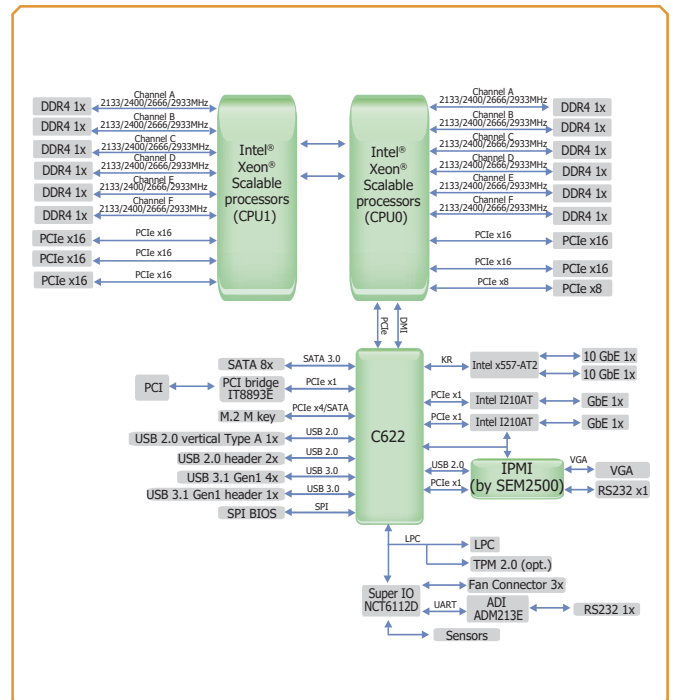 DDR4 1x
Channel A
2133/2400/2666/2933MHz
DDR4 1x
Channel B
2133/2400/2666/2933MHz
DDR4 1x
Channel C
2133/2400/2666/2933MHz
DDR4 1x
Channel D
2133/2400/2666/2933MHz
DDR4 1x
Channel E
2133/2400/2666/2933MHz
DDR4 1x
Channel F
2133/2400/2666/2933MHz
PCIe x16
PCIe x16
PCIe x16
PCIe x16
PCIe x16
PCIe x16
Intel®
Xeon®
Scalable
processors
(CPU1)
Intel®
Xeon®
Scalable
processors
(CPU0)
Channel A
2133/2400/2666/2933MHz
DDR4 1x
Channel B
2133/2400/2666/2933MHz
DDR4 1x
Channel C
2133/2400/2666/2933MHz
DDR4 1x
Channel D
2133/2400/2666/2933MHz
DDR4 1x
Channel E
2133/2400/2666/2933MHz
DDR4 1x
Channel F
2133/2400/2666/2933MHz
DDR4 1x
PCIe x16
PCIe x16
PCIe x16
PCIe x16
PCIe x8
PCIe x8
PCIe
DMI
SATA 8x
SATA 3.0
PCI
PCI bridge
IT8893E
PCIe x1
M.2 M key
PCIe x4/SATA
USB 2.0 vertical Type A 1x
USB 2.0
USB 2.0 header 2x
USB 2.0
USB 3.1 Gen1 4x
USB 3.0
USB 3.1 Gen1 header 1x
USB 3.0
SPI BIOS
SPI
C622
KR
Intel x557-AT2
10 GbE 1x
10 GbE 1x
PCIe x1
Intel I210AT
GbE 1x
PCIe x1
Intel I210AT
GbE 1x
USB 2.0
PCIe x1
IPMI
(by SEM2500)
VGA
VGA
RS232 x1
LPC
LPC
TPM 2.0 (opt.)
Super IO
NCT6112D
Fan Connector 3x
UART
ADI
ADM213E
RS232 1x
Sensors